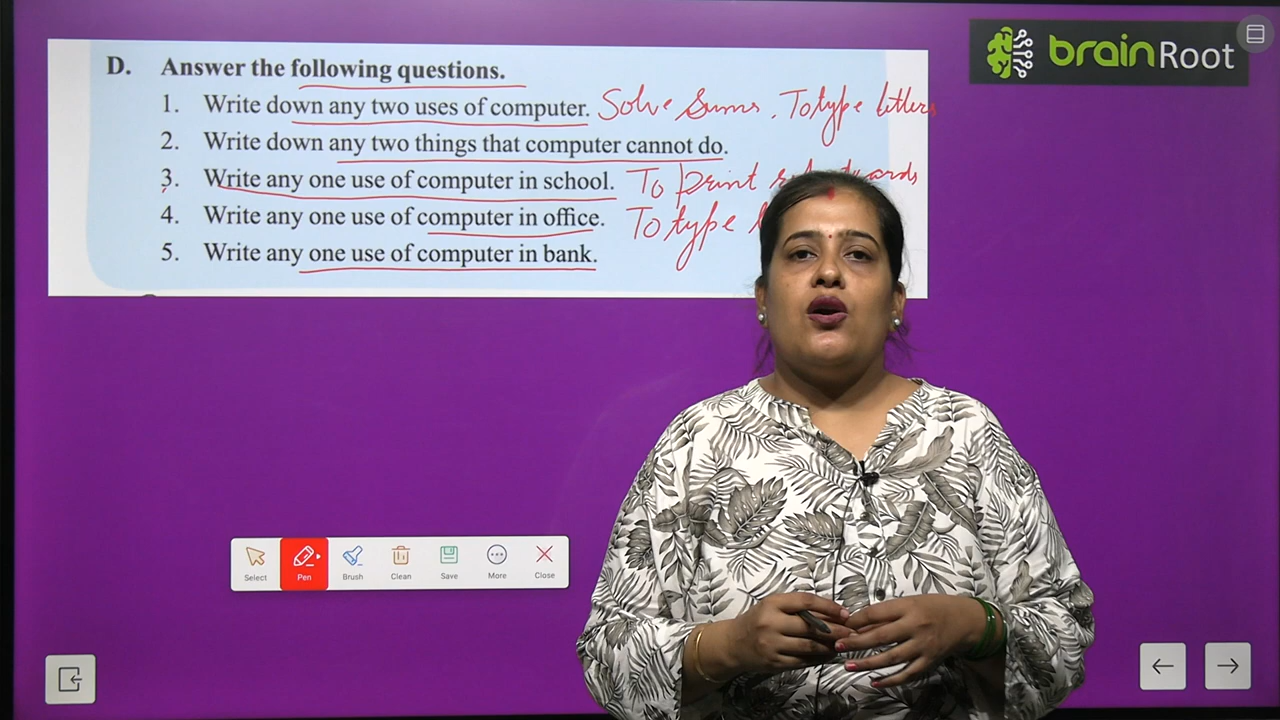 brainRoot
D. Answer the following questions.
1. Write down any two uses of computer. Solve Sums. To type letters
2. Write down any two things that computer cannot do.
3. Write any one use of computer in school. To print
4. Write any one use of computer in office. To type
5. Write any one use of computer in bank.
Select Pen Brush Clean Save More Close